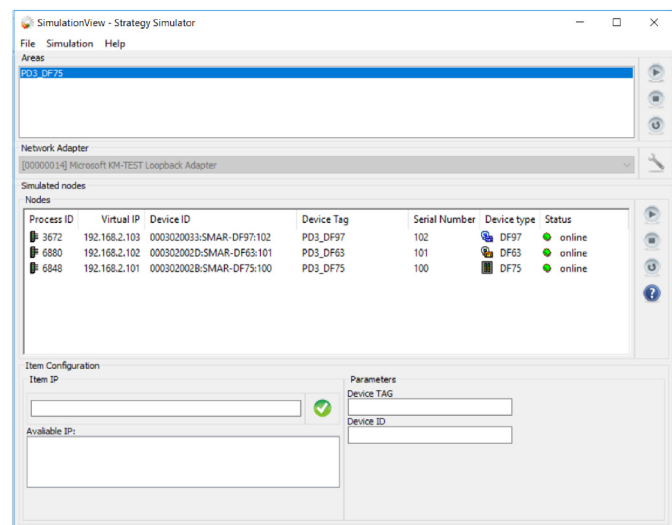 SimulationView - Strategy Simulator
File Simulation Help
Areas
PD3_DF75
Network Adapter
[00000014] Microsoft KM-TEST Loopback Adapter
Simulated nodes
Nodes
Process ID Virtual IP Device ID Device Tag Serial Number Device type Status
3672 192.168.2.103 0003020033:SMAR-DF97:102 PD3_DF97 102 DF97 online
6880 192.168.2.102 000302002D:SMAR-DF63:101 PD3_DF63 101 DF63 online
6848 192.168.2.101 000302002B:SMAR-DF75:100 PD3_DF75 100 DF75 online
Item Configuration
Item IP
Parameters
Device TAG
Device ID
Avaliable IP: